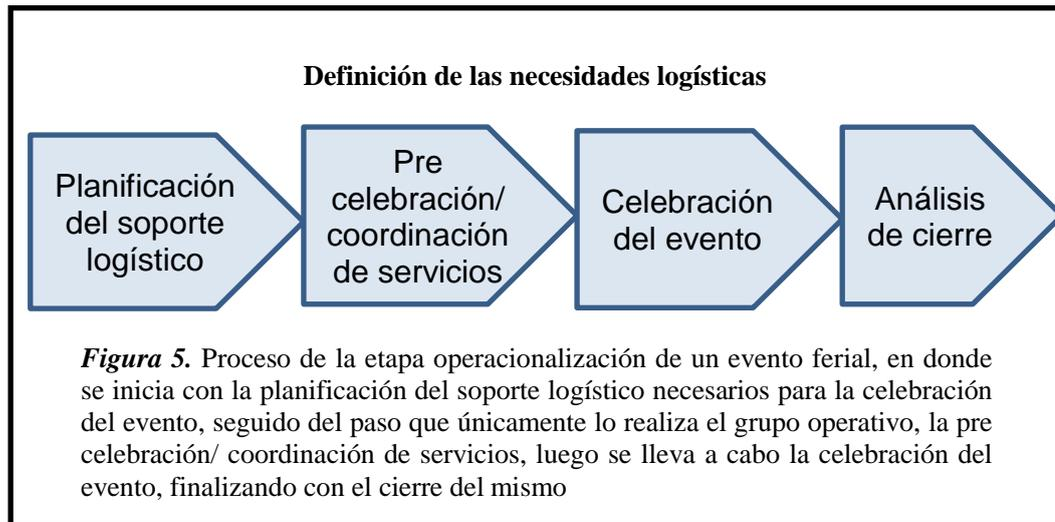 Definición de las necesidades logísticas
Planificación
del soporte
logístico
Pre
celebración/
coordinación
de servicios
Celebración
del evento
Análisis
de cierre
Figura 5. Proceso de la etapa operacionalización de un evento ferial, en donde
se inicia con la planificación del soporte logístico necesarios para la celebración
del evento, seguido del paso que únicamente lo realiza el grupo operativo, la pre
celebración/ coordinación de servicios, luego se lleva a cabo la celebración del
evento, finalizando con el cierre del mismo